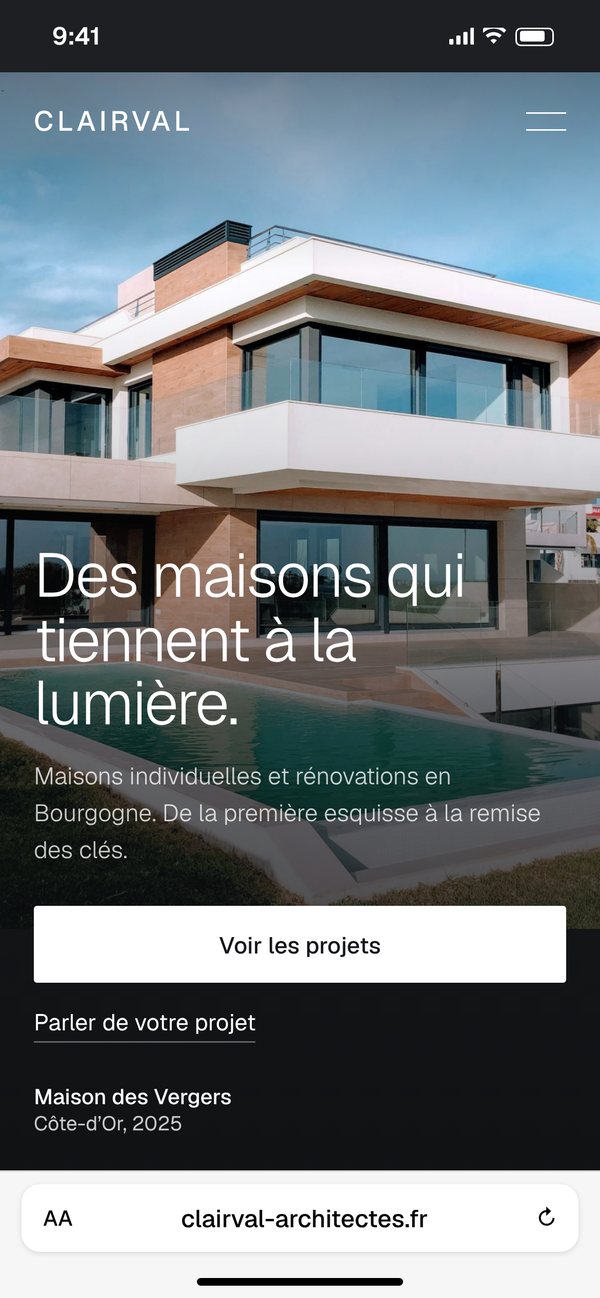 9:41
CLAIRVAL
Des maisons qui
tiennent à la
lumière.
Maisons individuelles et rénovations en
Bourgogne. De la première esquisse à la remise
des clés.
Voir les projets
Parler de votre projet
Maison des Vergers
Côte-d’Or, 2025
AA clairval-architectes.fr